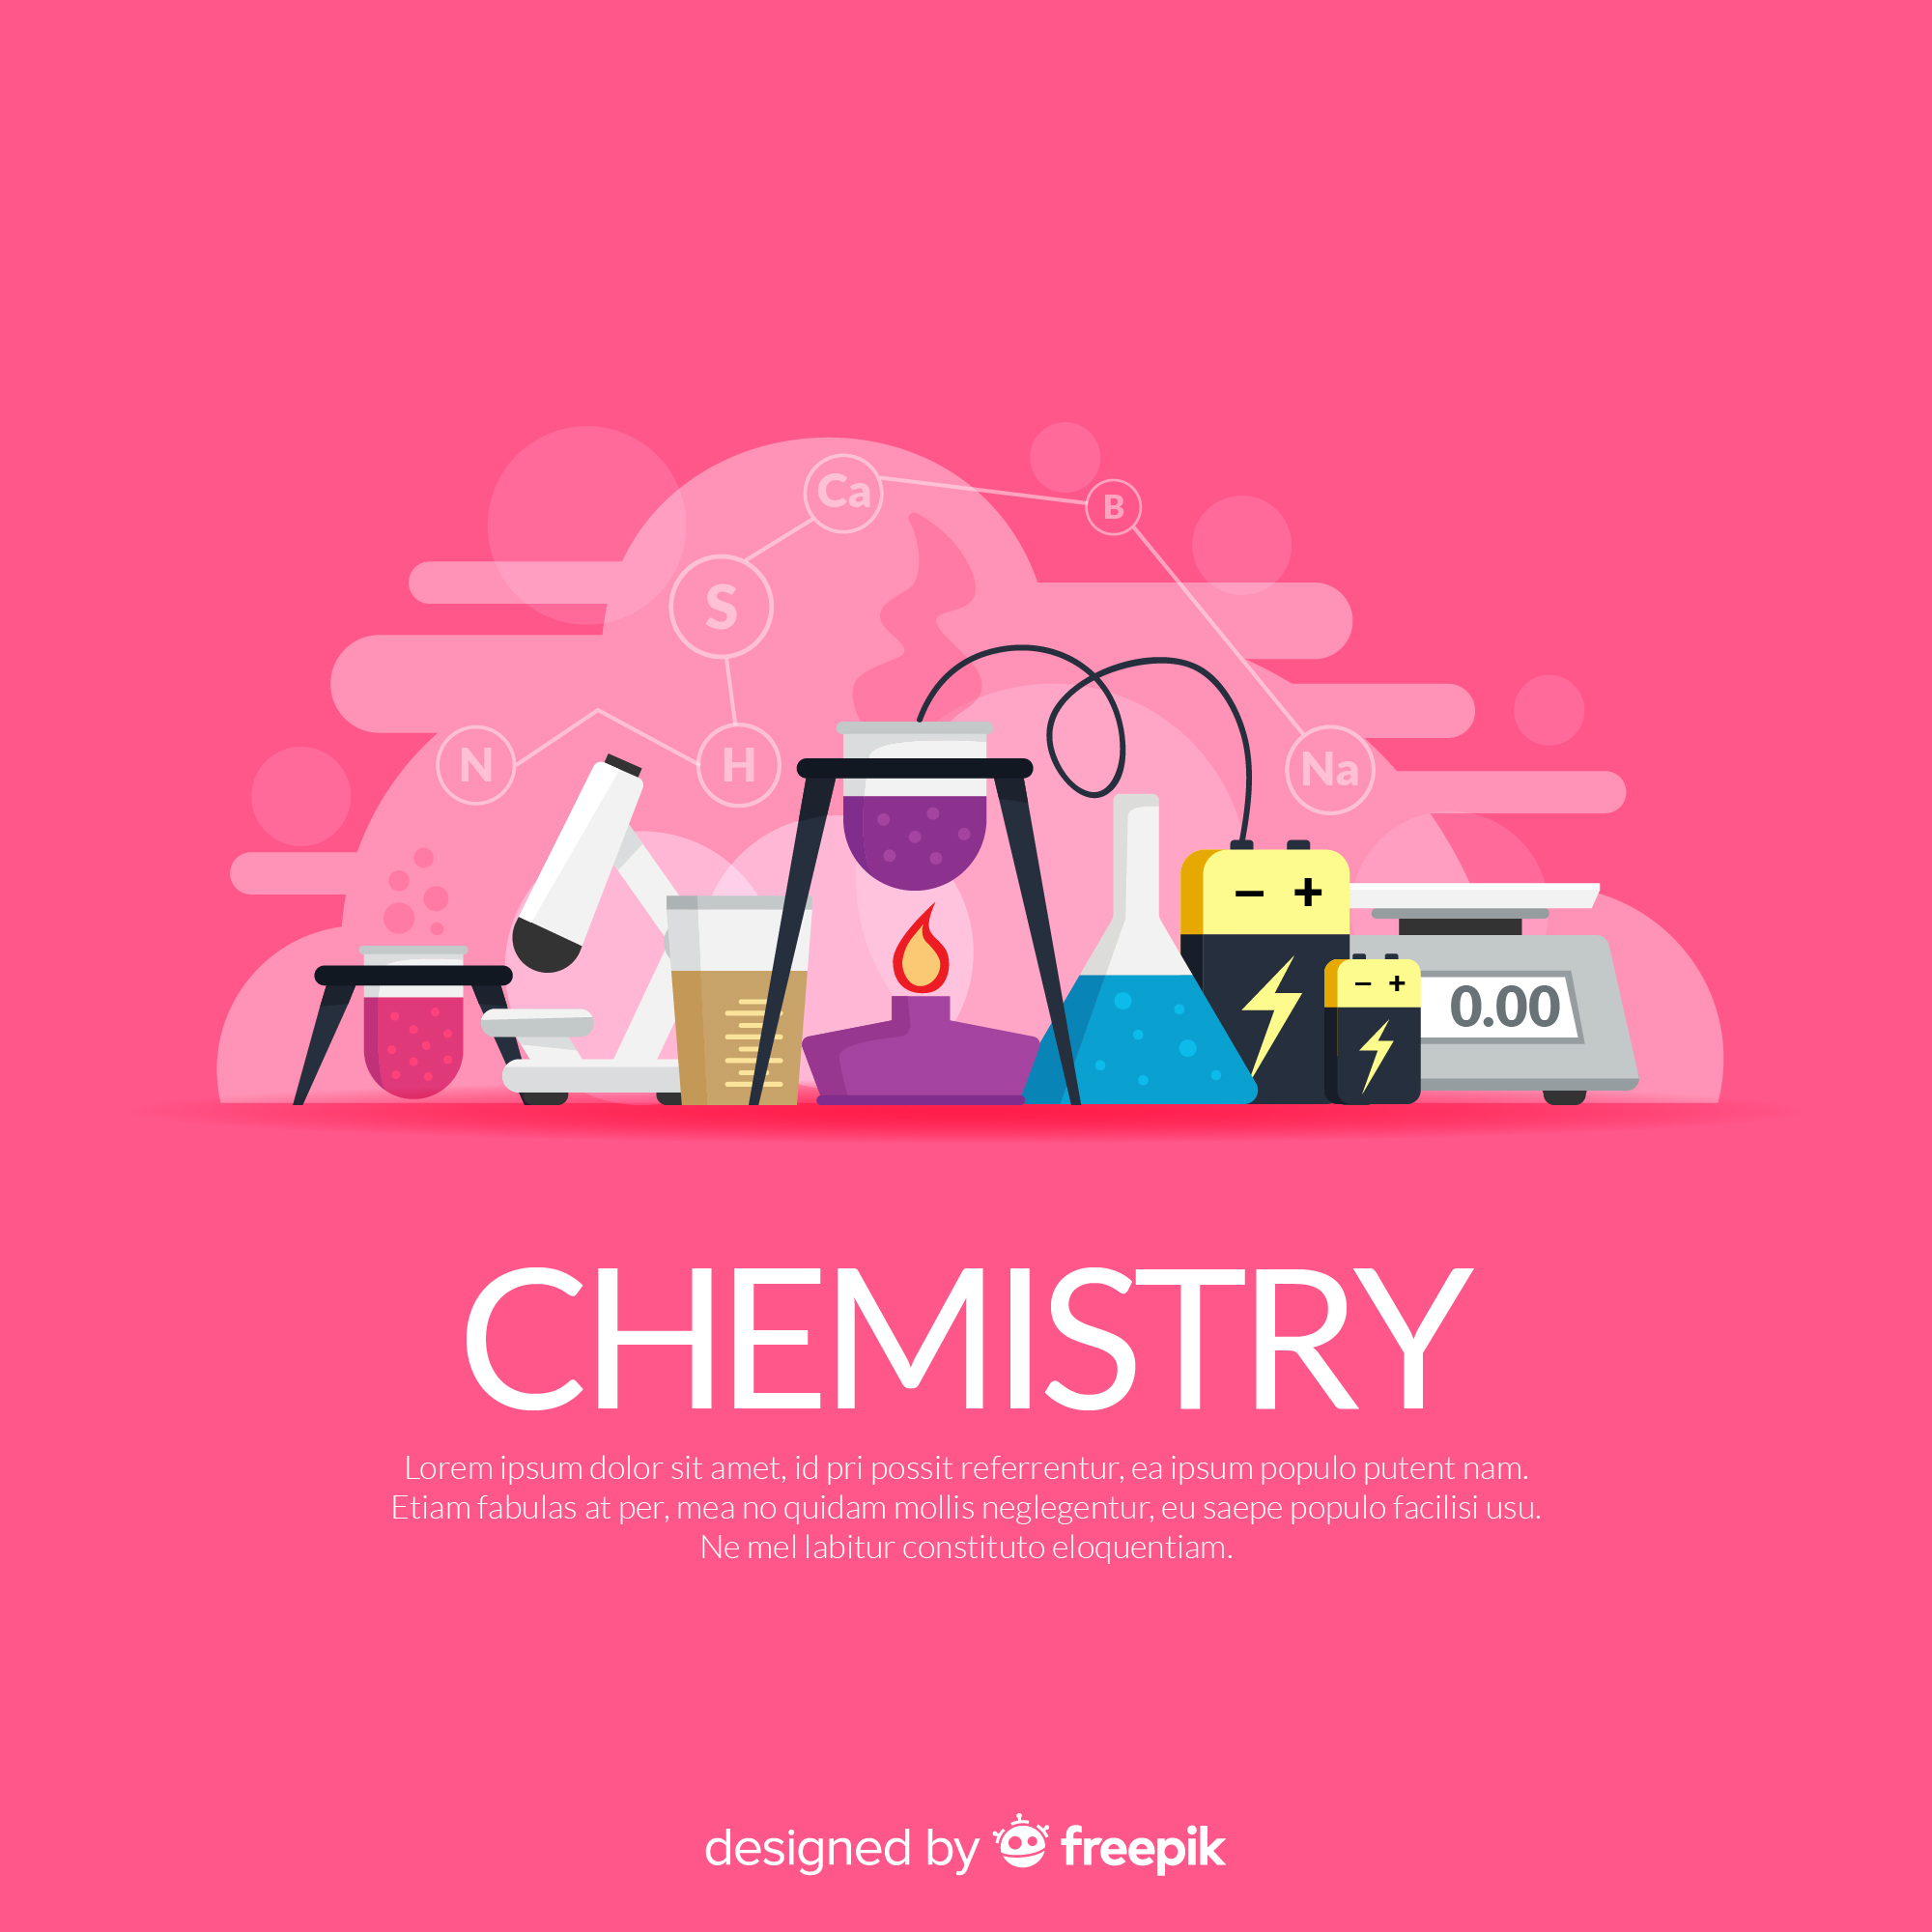 Ca
B
S
N
H
Na
− +
− +
0.00
CHEMISTRY
Lorem ipsum dolor sit amet, id pri possit referrentur, ea ipsum populo putent nam.
Etiam fabulas at per, mea no quidam mollis neglegentur, eu saepe populo facilisi usu.
Ne mel labitur constituto eloquentiam.
designed by freepik